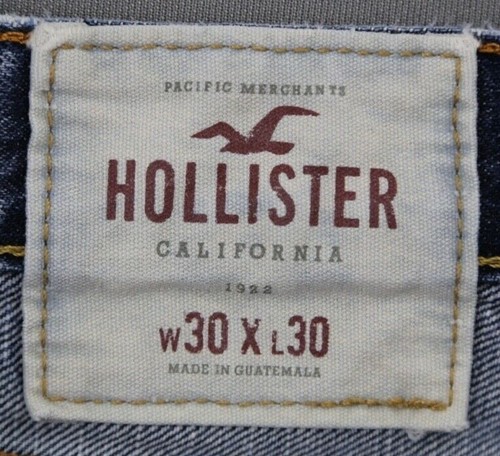 PACIFIC MERCHANTS
HOLLISTER
CALIFORNIA
1922
W30 X L30
MADE IN GUATEMALA